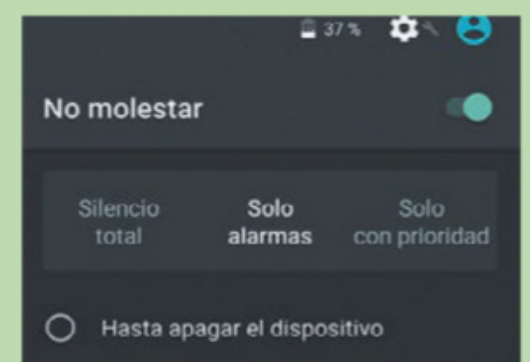 37 %
No molestar
Silencio total
Solo alarmas
Solo con prioridad
Hasta apagar el dispositivo